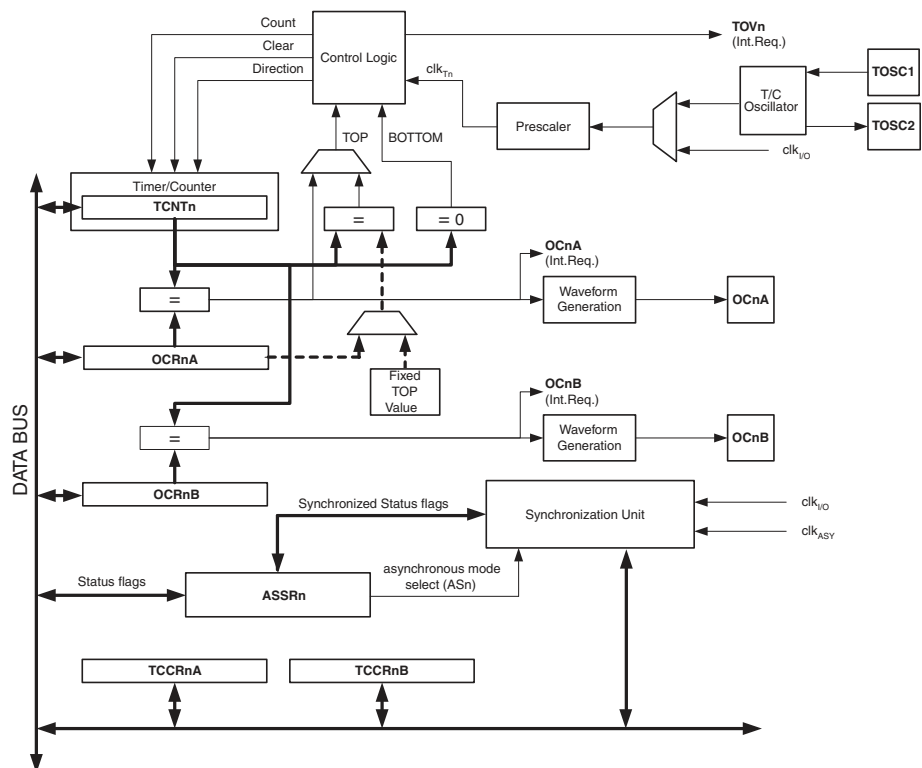 Count
Clear
Direction
Control Logic
TOVn
(Int.Req.)
clkTn
TOSC1
T/C
Oscillator
TOSC2
Prescaler
clkI/O
TOP
BOTTOM
Timer/Counter
TCNTn
=
= 0
OCnA
(Int.Req.)
=
Waveform
Generation
OCnA
OCRnA
Fixed
TOP
Value
OCnB
(Int.Req.)
=
Waveform
Generation
OCnB
OCRnB
DATA BUS
Synchronized Status flags
Synchronization Unit
clkI/O
clkASY
Status flags
ASSRn
asynchronous mode
select (ASn)
TCCRnA
TCCRnB